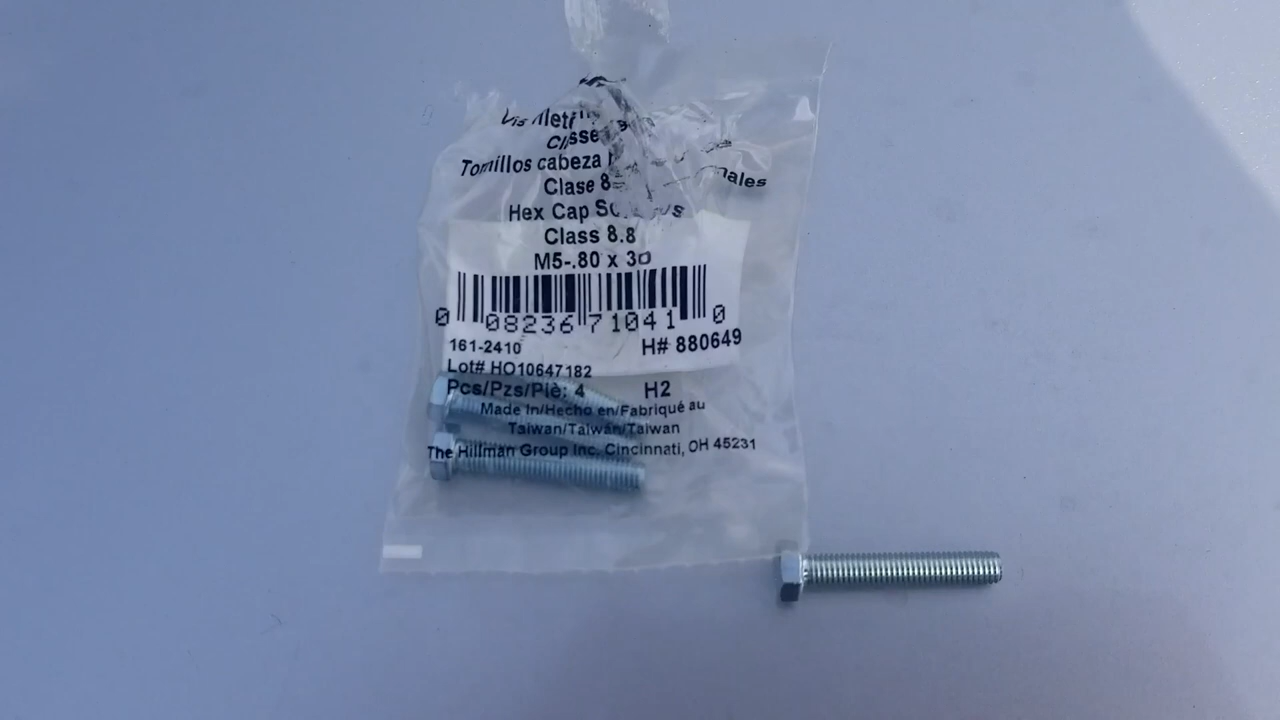 Vis
Tornillos cabeza
Clase 8
Hex Cap
Class 8.8
M5-.80 x 30
0 08236 71041 0
161-2410 H# 880649
Lot# HO10647182
Pcs/Pzs/Piè: 4 H2
Made In/Hecho en/Fabriqué au
Taiwan/Taiwán/Taiwan
The Hillman Group Inc. Cincinnati, OH 45231